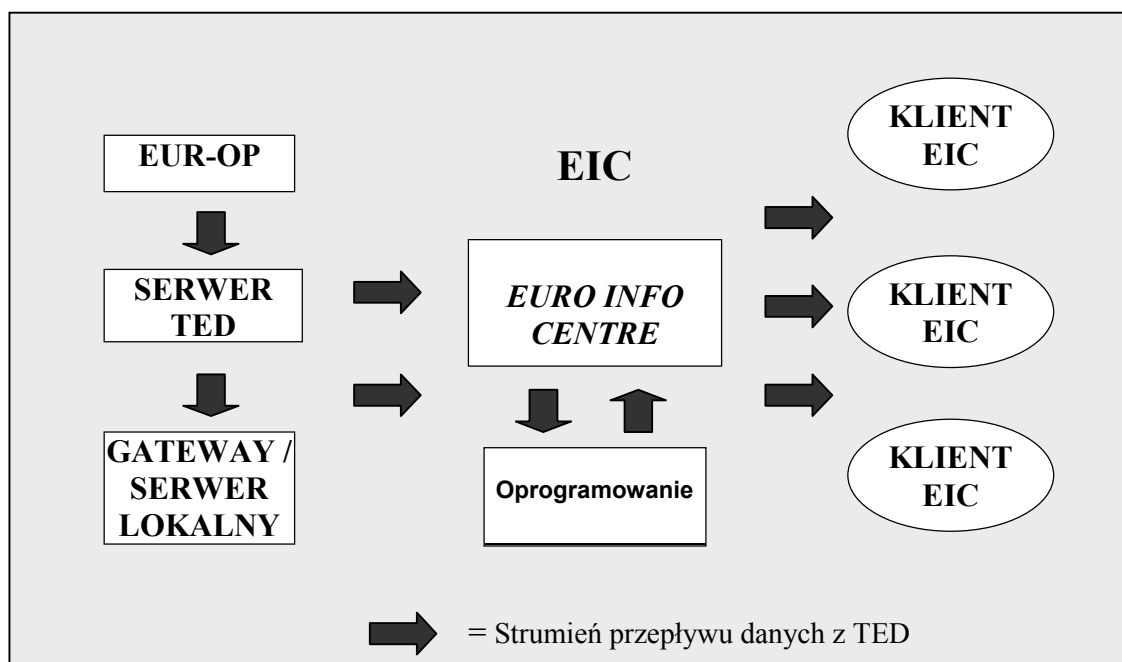 EUR-OP
SERWER
TED
GATEWAY /
SERWER
LOKALNY
EIC
EURO INFO
CENTRE
Oprogramowanie
KLIENT
EIC
KLIENT
EIC
KLIENT
EIC
= Strumień przepływu danych z TED